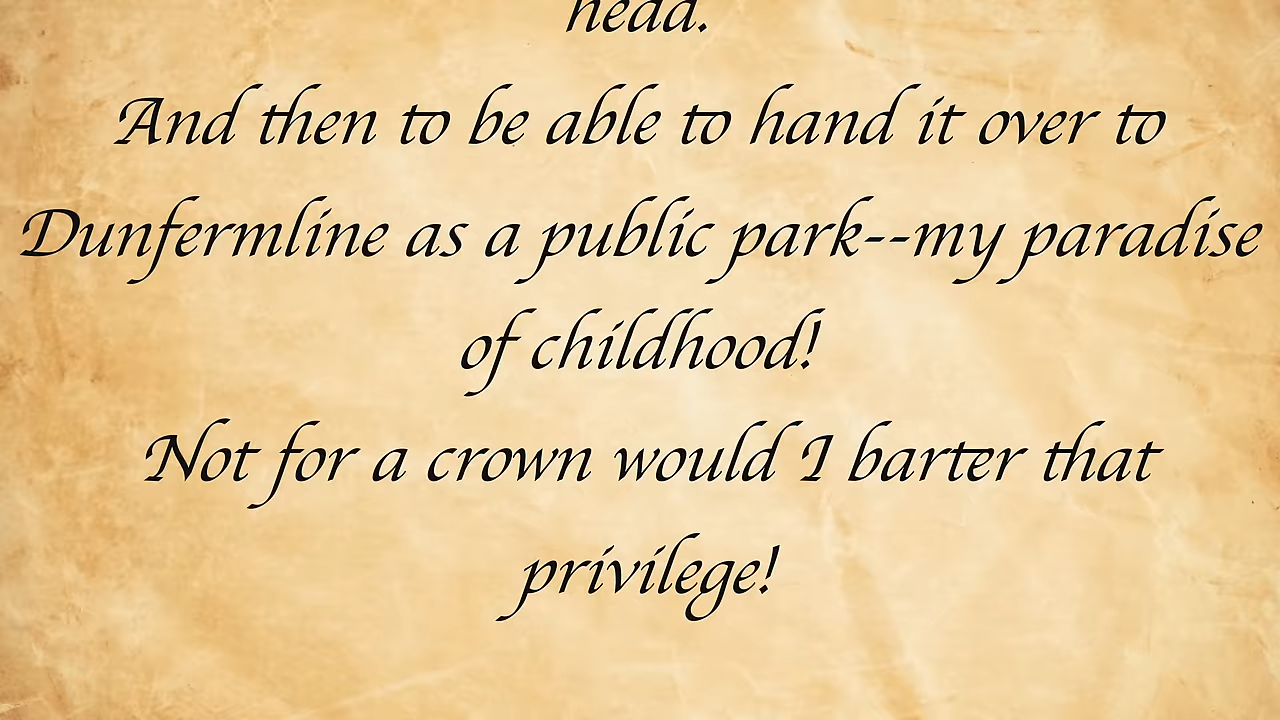 head.
And then to be able to hand it over to
Dunfermline as a public park--my paradise
of childhood!
Not for a crown would I barter that
privilege!